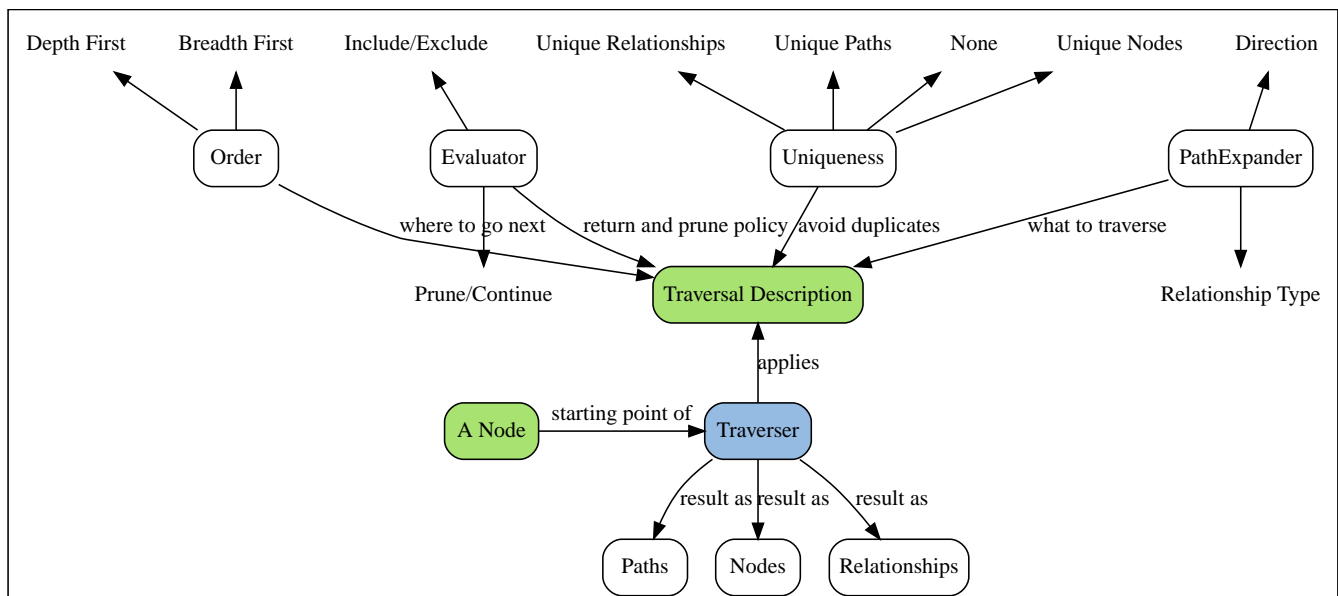 Depth First
Breadth First
Include/Exclude
Unique Relationships
Unique Paths
None
Unique Nodes
Direction
Order
Evaluator
Uniqueness
PathExpander
where to go next
return and prune policy
avoid duplicates
what to traverse
Prune/Continue
Traversal Description
Relationship Type
applies
A Node
starting point of
Traverser
result as
result as
result as
Paths
Nodes
Relationships